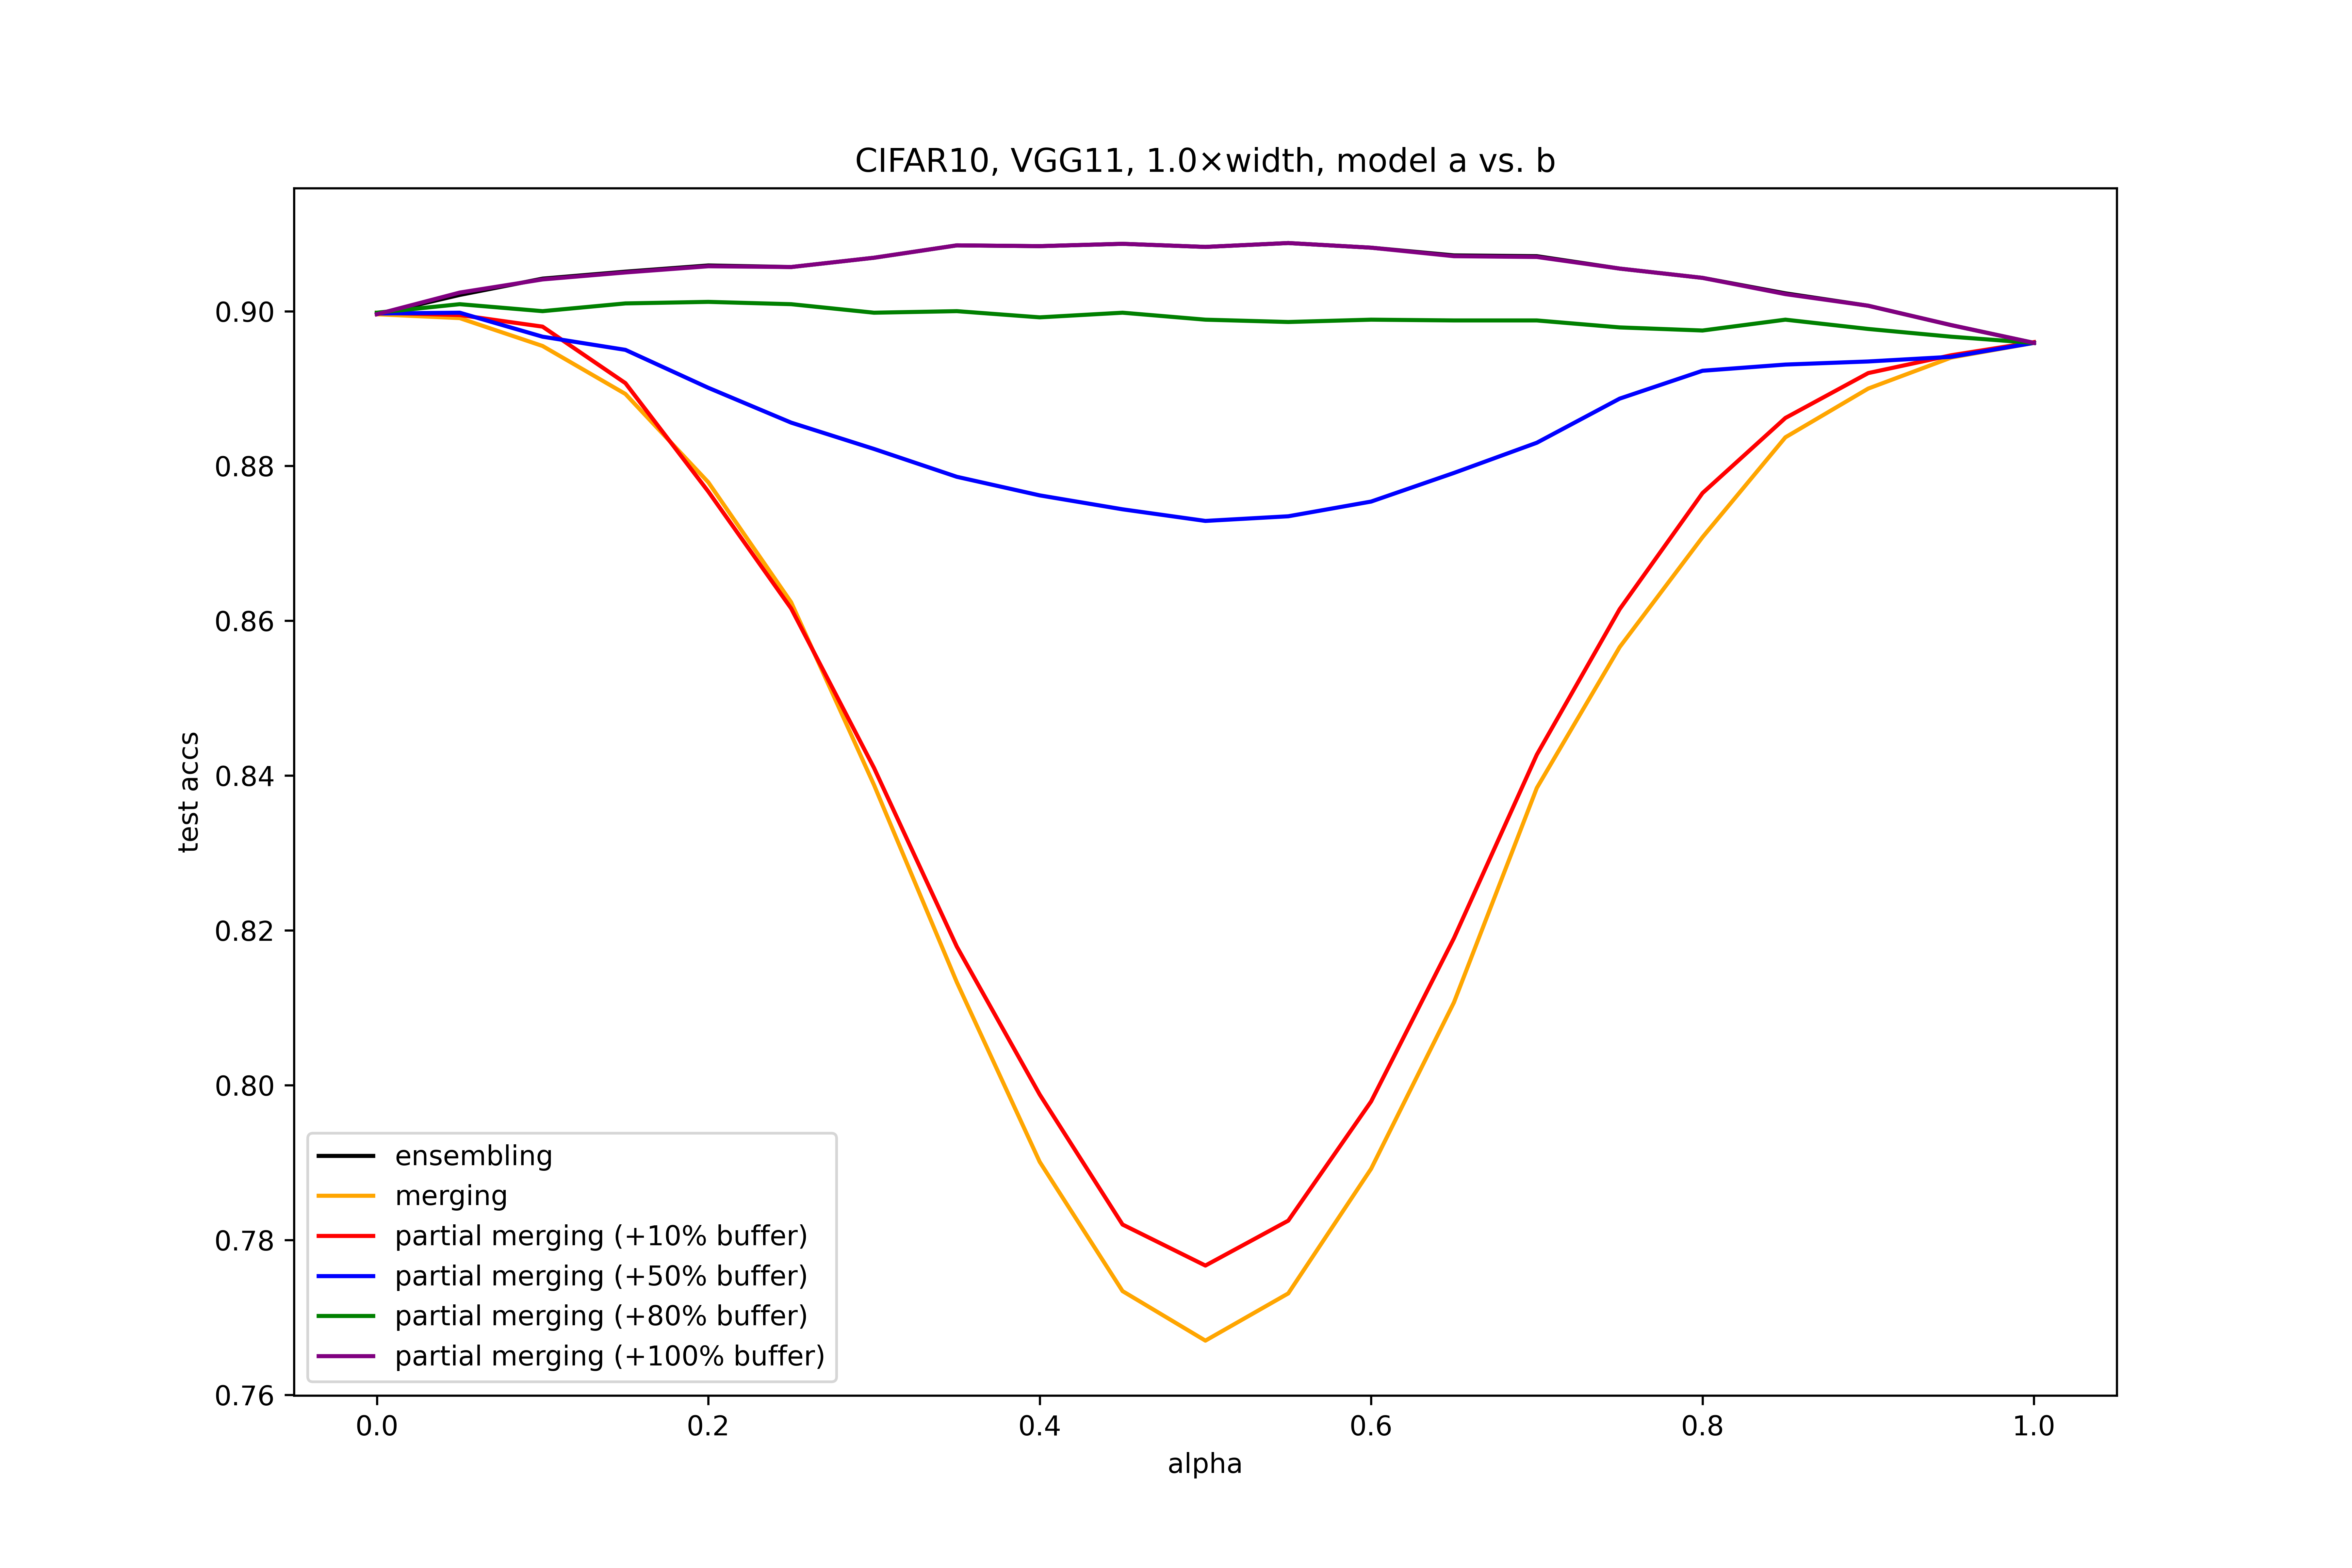 CIFAR10, VGG11, 1.0×width, model a vs. b
test accs
0.90
0.88
0.86
0.84
0.82
0.80
0.78
0.76
ensembling
merging
partial merging (+10% buffer)
partial merging (+50% buffer)
partial merging (+80% buffer)
partial merging (+100% buffer)
0.0 0.2 0.4 0.6 0.8 1.0
alpha